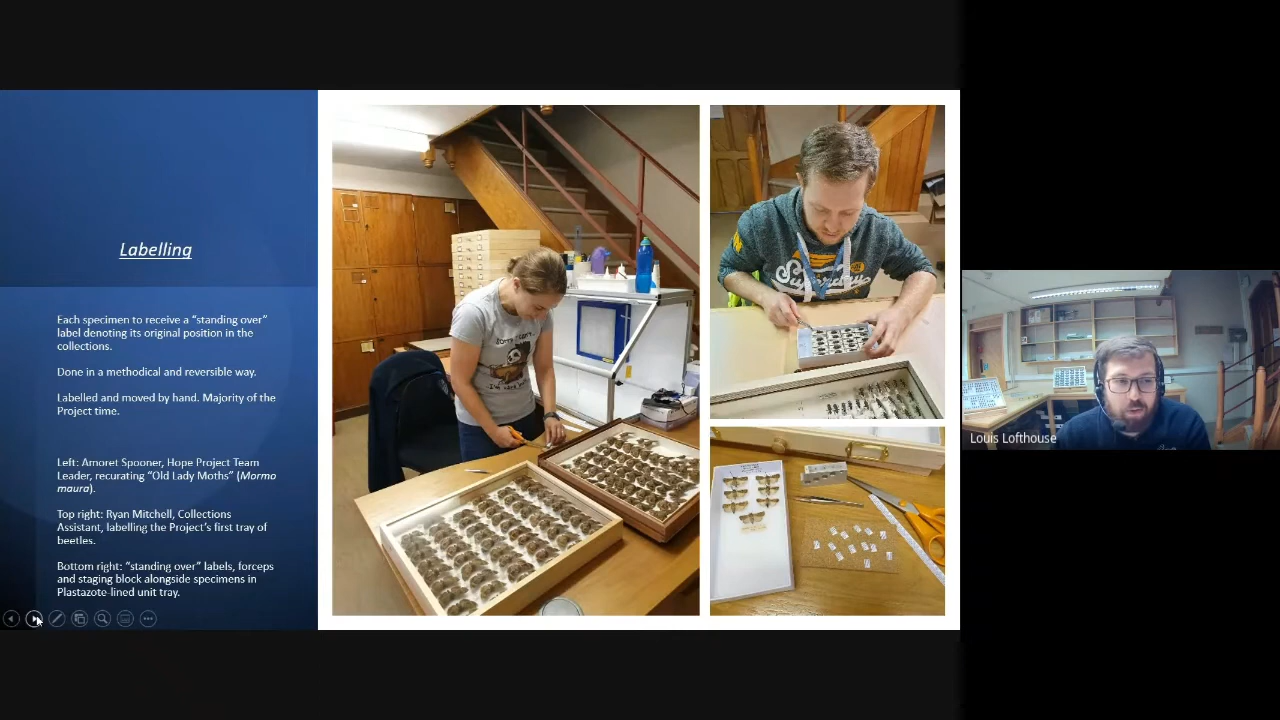 Labelling
Each specimen to receive a “standing over”
label denoting its original position in the
collections.
Done in a methodical and reversible way.
Labelled and moved by hand. Majority of the
Project time.
Left: Amoret Spooner, Hope Project Team
Leader, recurating “Old Lady Moths” (Mormo
maura).
Top right: Ryan Mitchell, Collections
Assistant, labelling the Project’s first tray of
beetles.
Bottom right: “standing over” labels, forceps
and staging block alongside specimens in
Plastazote-lined unit tray.
Superdry
Louis Lofthouse